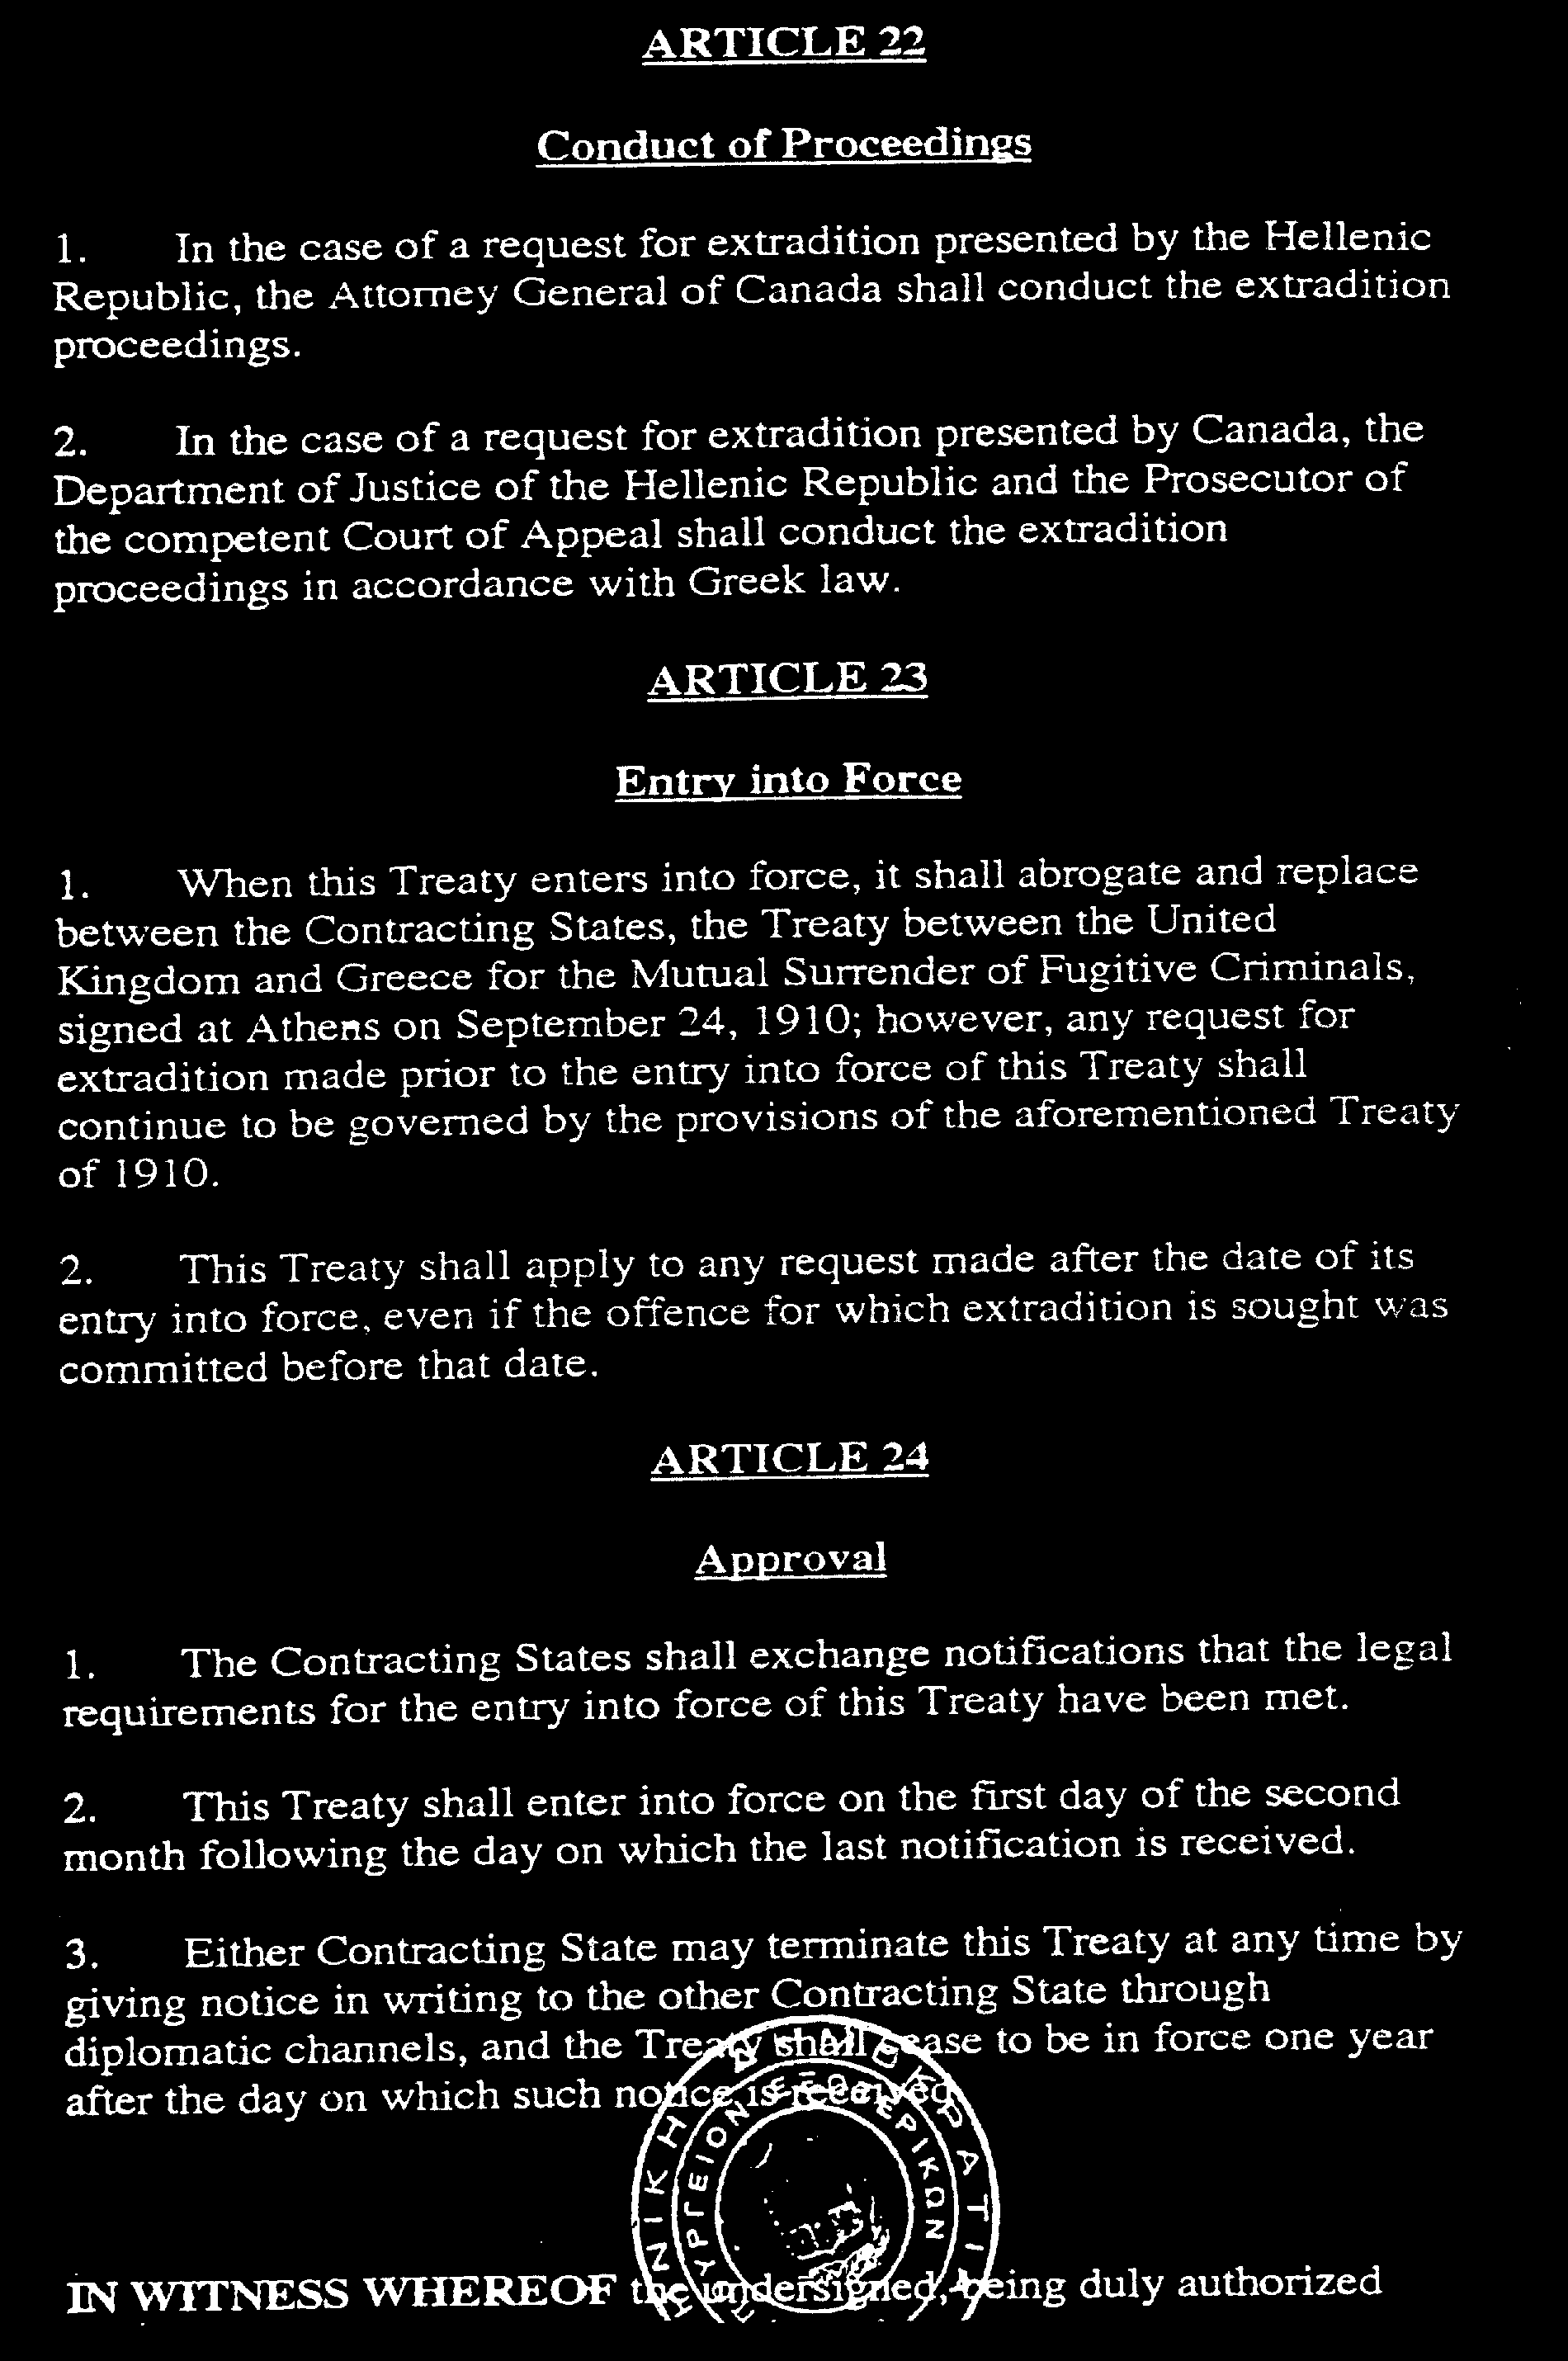 ARTICLE 22
Conduct of Proceedings
1. In the case of a request for extradition presented by the Hellenic
Republic, the Attorney General of Canada shall conduct the extradition
proceedings.
2. In the case of a request for extradition presented by Canada, the
Department of Justice of the Hellenic Republic and the Prosecutor of
the competent Court of Appeal shall conduct the extradition
proceedings in accordance with Greek law.
ARTICLE 23
Entry into Force
1. When this Treaty enters into force, it shall abrogate and replace
between the Contracting States, the Treaty between the United
Kingdom and Greece for the Mutual Surrender of Fugitive Criminals,
signed at Athens on September 24, 1910; however, any request for
extradition made prior to the entry into force of this Treaty shall
continue to be governed by the provisions of the aforementioned Treaty
of 1910.
2. This Treaty shall apply to any request made after the date of its
entry into force, even if the offence for which extradition is sought was
committed before that date.
ARTICLE 24
Approval
1. The Contracting States shall exchange notifications that the legal
requirements for the entry into force of this Treaty have been met.
2. This Treaty shall enter into force on the first day of the second
month following the day on which the last notification is received.
3. Either Contracting State may terminate this Treaty at any time by
giving notice in writing to the other Contracting State through
diplomatic channels, and the Treaty shall cease to be in force one year
after the day on which such notice is received
IN WITNESS WHEREOF the undersigned, being duly authorized
ΕΞΩΤΕΡΙΚΩΝ